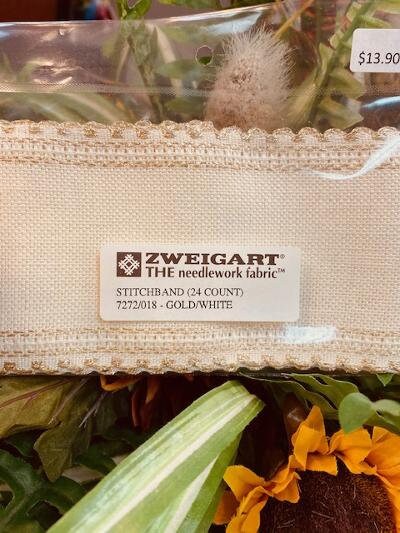 $13.90
ZWEIGART®
THE needlework fabric™
STITCHBAND (24 COUNT)
7272/018 - GOLD/WHITE